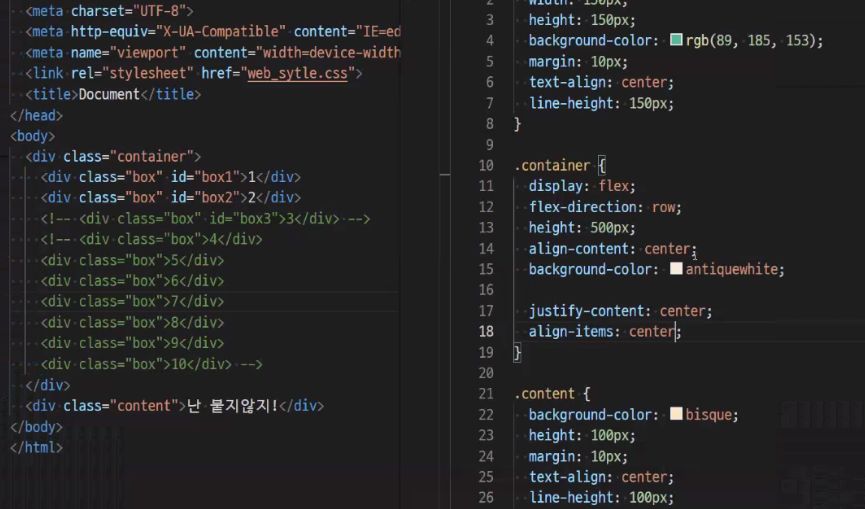 <meta charset="UTF-8">
<meta http-equiv="X-UA-Compatible" content="IE=ed
<meta name="viewport" content="width=device-width
<link rel="stylesheet" href="web_sytle.css">
<title>Document</title>
</head>
<body>
<div class="container">
<div class="box" id="box1">1</div>
<div class="box" id="box2">2</div>
<!-- <div class="box" id="box3">3</div> -->
<!-- <div class="box">4</div>
<div class="box">5</div>
<div class="box">6</div>
<div class="box">7</div>
<div class="box">8</div>
<div class="box">9</div>
<div class="box">10</div> -->
</div>
<div class="content">난 붙지않지!</div>
</body>
</html>
2 width: 150px;
3 height: 150px;
4 background-color: rgb(89, 185, 153);
5 margin: 10px;
6 text-align: center;
7 line-height: 150px;
8 }
9
10 .container {
11 display: flex;
12 flex-direction: row;
13 height: 500px;
14 align-content: center;
15 background-color: antiquewhite;
16
17 justify-content: center;
18 align-items: center;
19 }
20
21 .content {
22 background-color: bisque;
23 height: 100px;
24 margin: 10px;
25 text-align: center;
26 line-height: 100px;